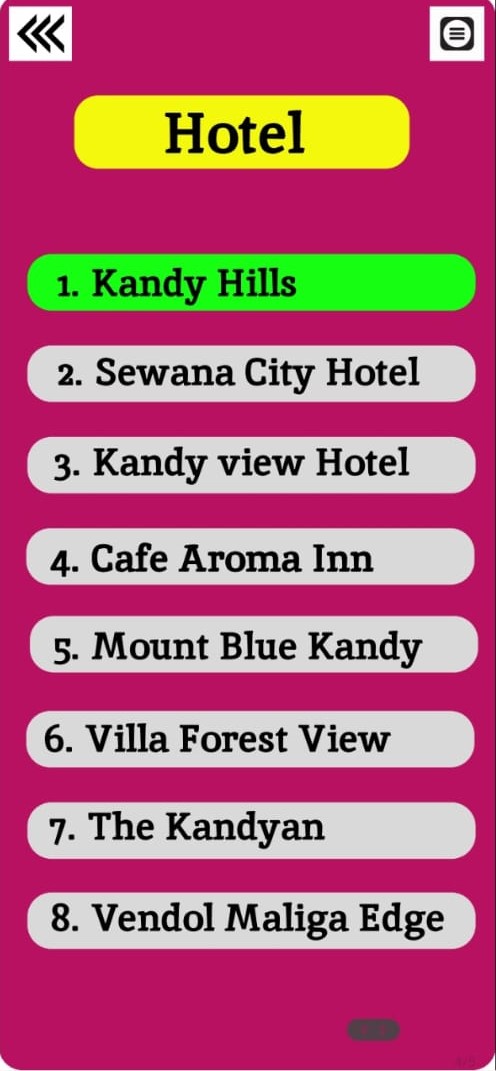 Hotel
1. Kandy Hills
2. Sewana City Hotel
3. Kandy view Hotel
4. Cafe Aroma Inn
5. Mount Blue Kandy
6. Villa Forest View
7. The Kandyan
8. Vendol Maliga Edge